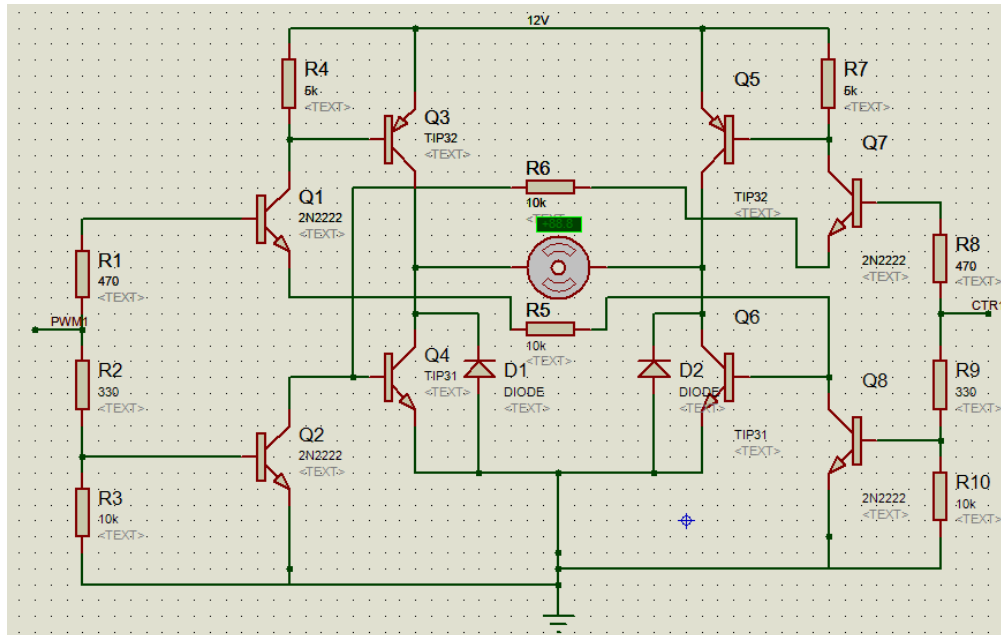 12V
R4
5k
<TEXT>
Q3
TIP32
<TEXT>
Q5
TIP32
<TEXT>
R7
5k
<TEXT>
Q7
2N2222
<TEXT>
R6
10k
<TEXT>
Q1
2N2222
<TEXT>
R1
470
<TEXT>
R8
470
<TEXT>
PWM1
CTR1
R5
10k
<TEXT>
Q6
TIP31
<TEXT>
R2
330
<TEXT>
Q4
TIP31
<TEXT>
D1
DIODE
<TEXT>
D2
DIODE
<TEXT>
Q8
2N2222
<TEXT>
R9
330
<TEXT>
Q2
2N2222
<TEXT>
R3
10k
<TEXT>
R10
10k
<TEXT>